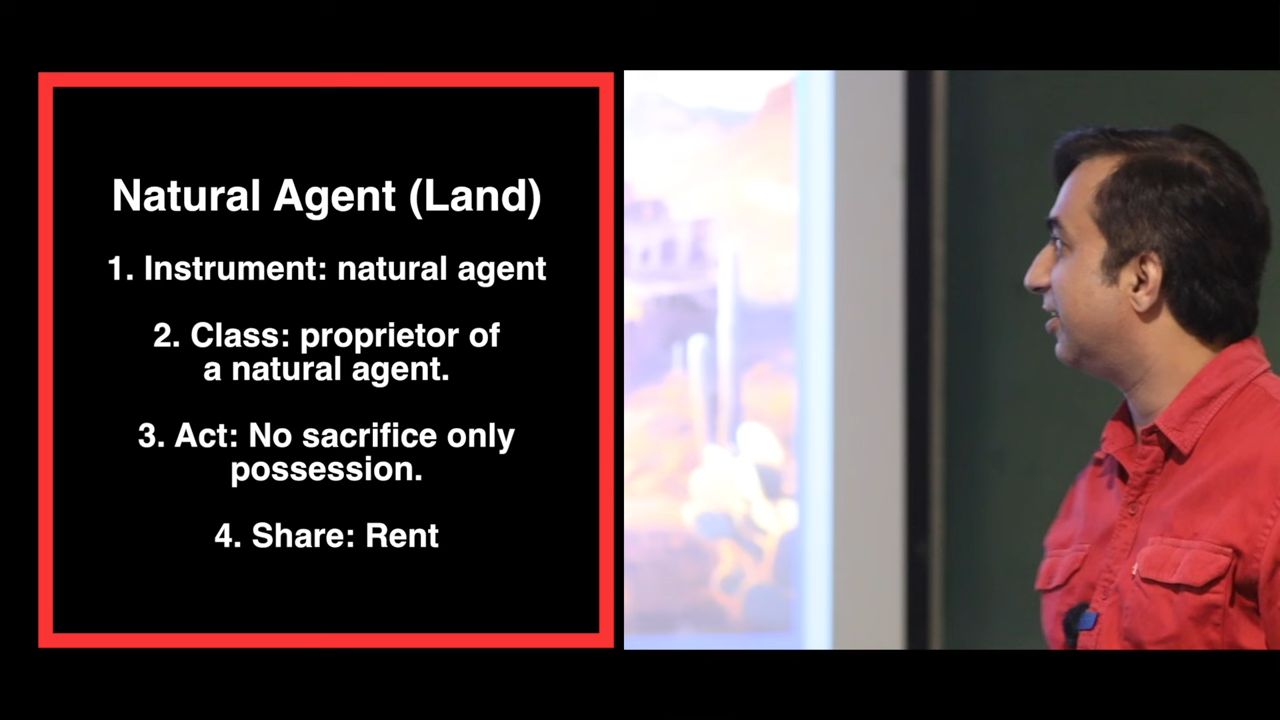 Natural Agent (Land)
1. Instrument: natural agent
2. Class: proprietor of
a natural agent.
3. Act: No sacrifice only
possession.
4. Share: Rent